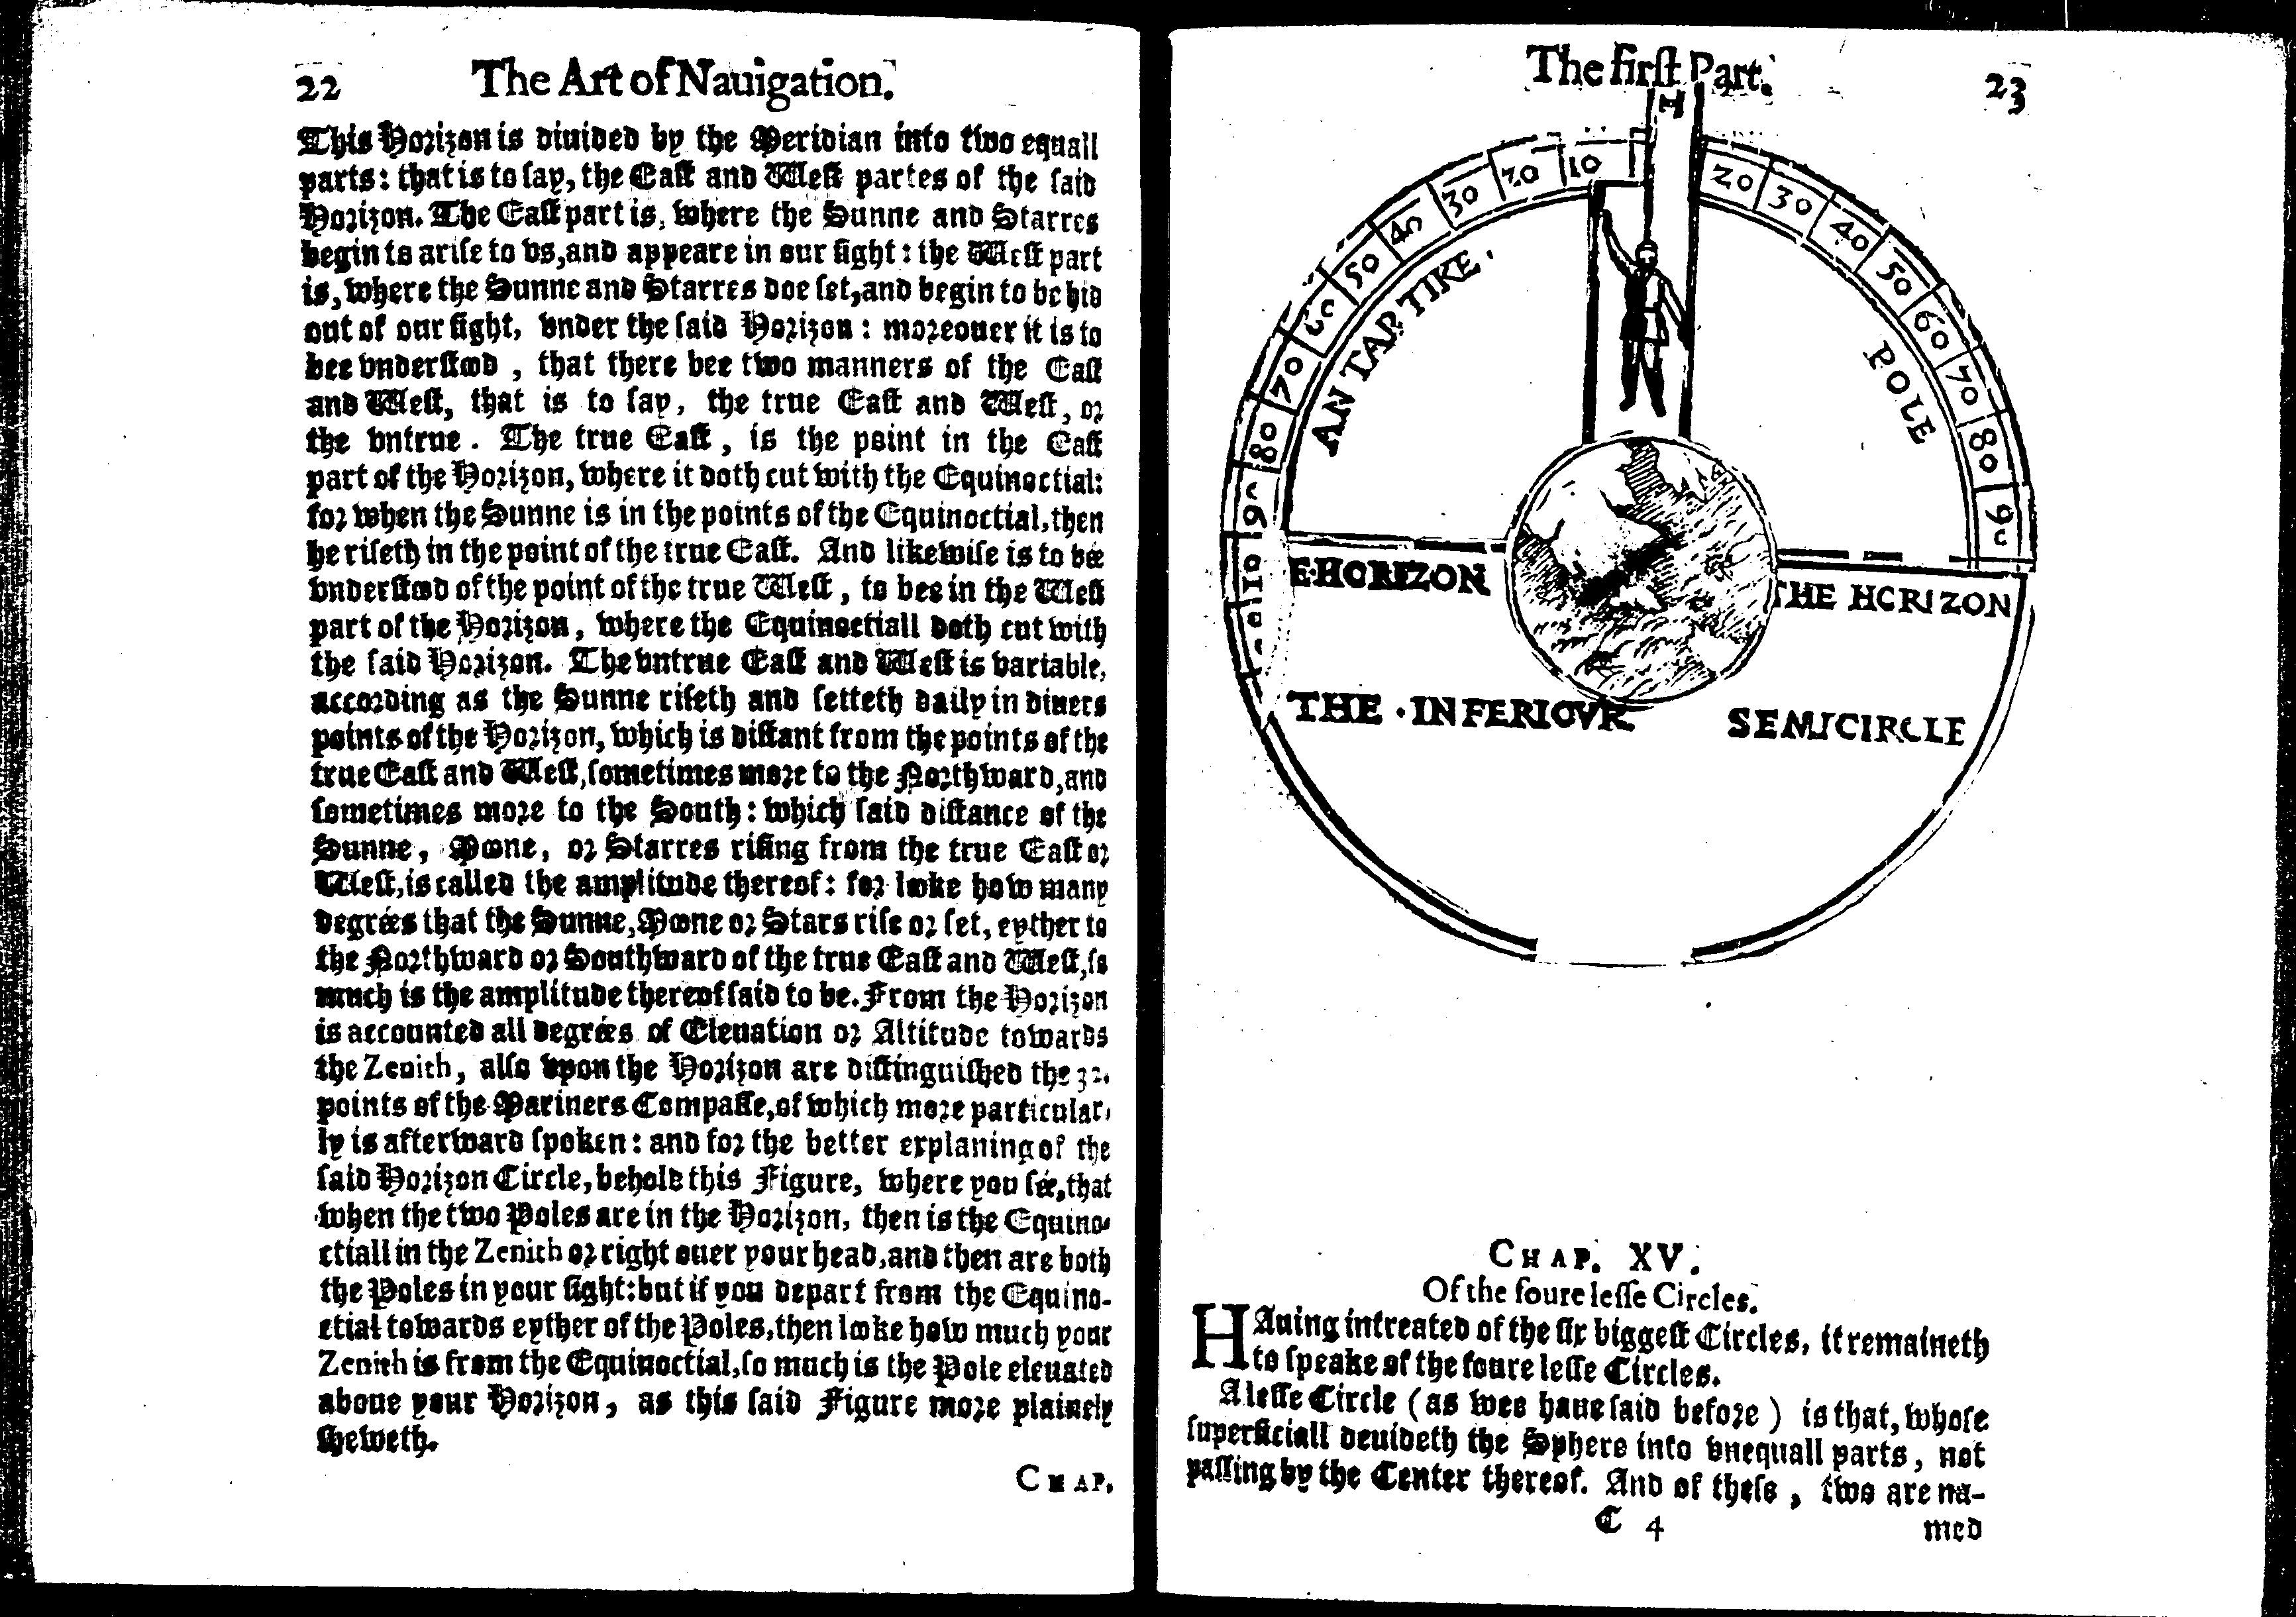 22 The Art of Nauigation.
This Horizon is diuided by the Meridian into two equall
parts: that is to say, the East and West partes of the said
Horizon. The East part is, where the Sunne and Starres
begin to arise to vs, and appeare in our sight: the West part
is, where the Sunne and Starres doe set, and begin to be hid
out of our sight, vnder the said Horizon: moreouer it is to
bee vnderstood, that there bee two manners of the East
and West, that is to say, the true East and West, or
the vntrue. The true East, is the point in the East
part of the Horizon, where it doth cut with the Equinoctial:
for when the Sunne is in the points of the Equinoctial, then
he riseth in the point of the true East. And likewise is to bee
vnderstood of the point of the true West, to bee in the West
part of the Horizon, where the Equinoctiall doth cut with
the said Horizon. The vntrue East and West is variable,
according as the Sunne riseth and setteth daily in diuers
points of the Horizon, which is distant from the points of the
true East and West, sometimes more to the Northward, and
sometimes more to the South: which said distance of the
Sunne, Moone, or Starres rising from the true East or
West, is called the amplitude thereof: for looke how many
degrées that the Sunne, Moone or Stars rise or set, eyther to
the Northward or Southward of the true East and West, so
much is the amplitude thereof said to be. From the Horizon
is accounted all degrées of Eleuation or Altitude towards
the Zenith, also vpon the Horizon are distinguished the 32.
points of the Mariners Compasse, of which more particular-
ly is afterward spoken: and for the better explaning of the
said Horizon Circle, behold this Figure, where you sée, that
when the two Poles are in the Horizon, then is the Equino-
ctiall in the Zenith or right ouer your head, and then are both
the Poles in your sight: but if you depart from the Equino-
ctial towards eyther of the Poles, then looke how much your
Zenith is from the Equinoctial, so much is the Pole eleuated
aboue your Horizon, as this said Figure more plainely
sheweth.
CHAP.
The first Part. 23
80 70 50 40 30 20 10
20 30 40 50 60 70 80 90
ANTARTIKE.
POLE
E HORIZON
THE HORIZON
THE INFERIOVR
SEMICIRCLE
CHAP. XV.
Of the foure lesse Circles.
HAuing intreated of the six biggest Circles, it remaineth
to speake of the foure lesse Circles.
A lesse Circle (as wee haue said before) is that, whose
superficiall deuideth the Sphere into vnequall parts, not
passing by the Center thereof. And of these, two are na-
C 4 med